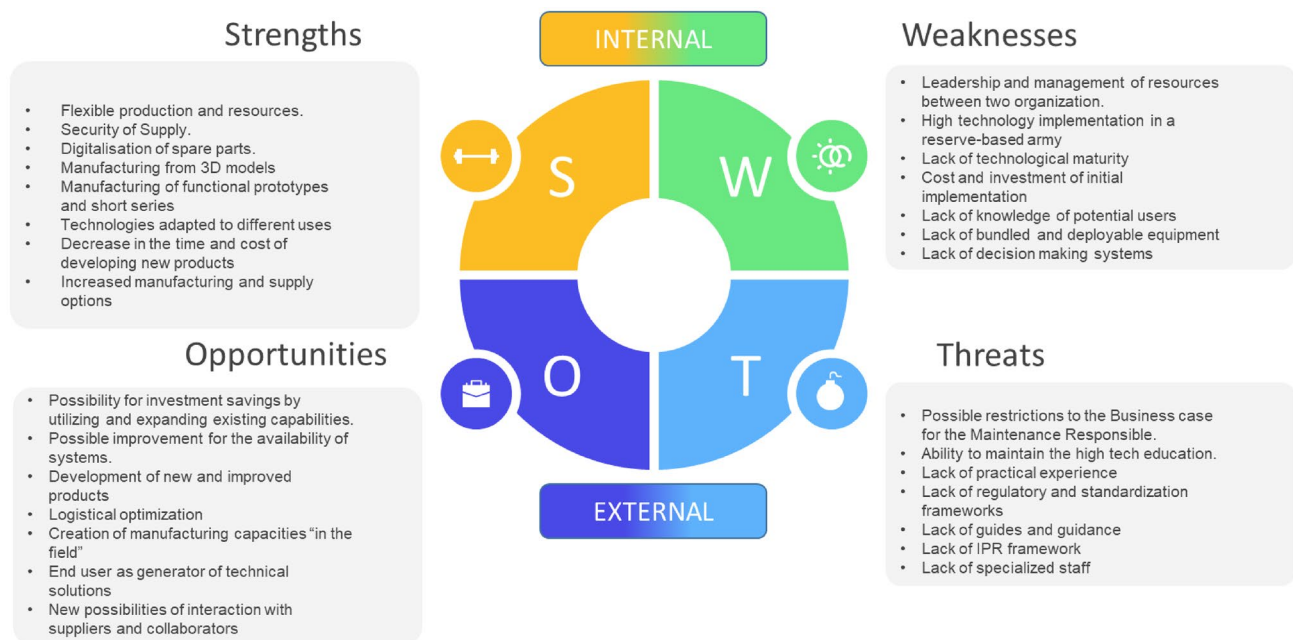 Strengths
• Flexible production and resources.
• Security of Supply.
• Digitalisation of spare parts.
• Manufacturing from 3D models
• Manufacturing of functional prototypes
and short series
• Technologies adapted to different uses
• Decrease in the time and cost of
developing new products
• Increased manufacturing and supply
options
INTERNAL
Weaknesses
• Leadership and management of resources
between two organization.
• High technology implementation in a
reserve-based army
• Lack of technological maturity
• Cost and investment of initial
implementation
• Lack of knowledge of potential users
• Lack of bundled and deployable equipment
• Lack of decision making systems
S
W
O
T
Opportunities
• Possibility for investment savings by
utilizing and expanding existing capabilities.
• Possible improvement for the availability of
systems.
• Development of new and improved
products
• Logistical optimization
• Creation of manufacturing capacities “in the
field”
• End user as generator of technical
solutions
• New possibilities of interaction with
suppliers and collaborators
EXTERNAL
Threats
• Possible restrictions to the Business case
for the Maintenance Responsible.
• Ability to maintain the high tech education.
• Lack of practical experience
• Lack of regulatory and standardization
frameworks
• Lack of guides and guidance
• Lack of IPR framework
• Lack of specialized staff